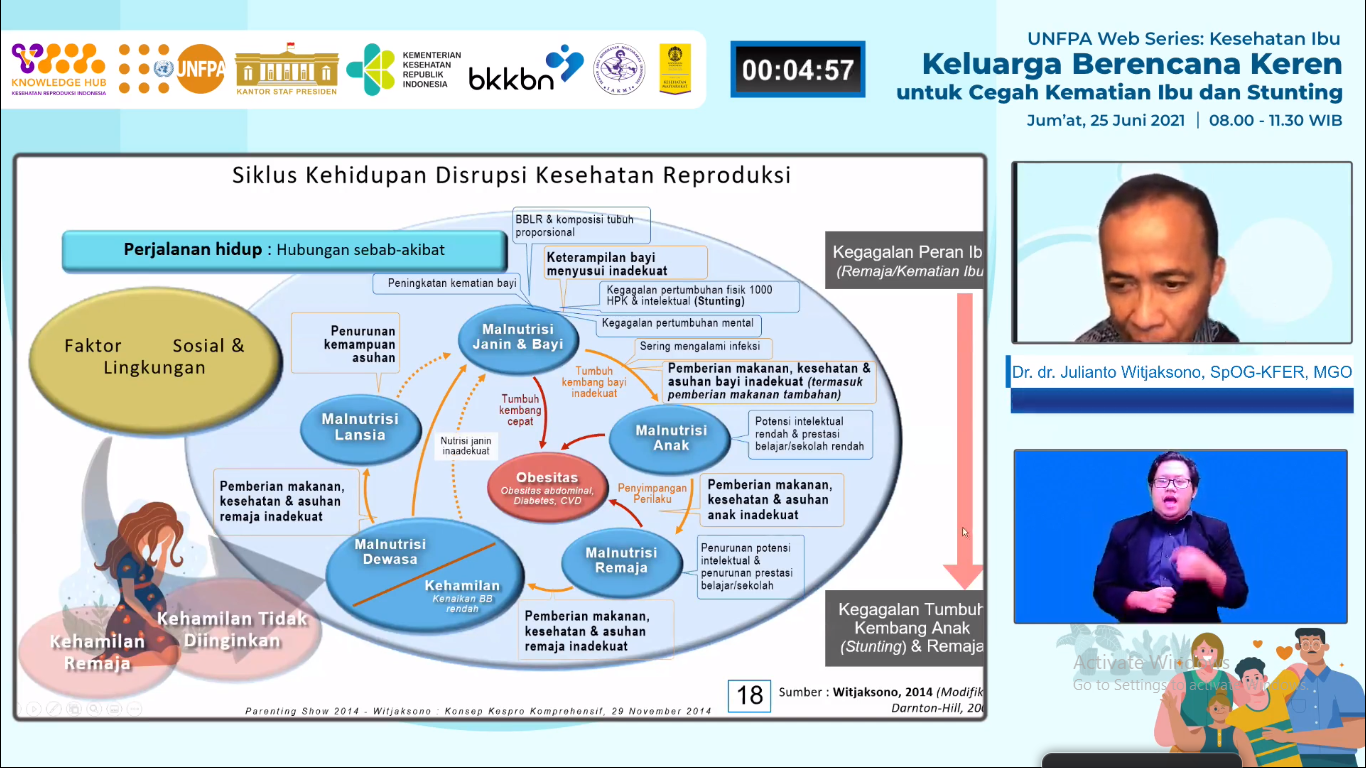 KNOWLEDGE HUB
KESEHATAN REPRODUKSI INDONESIA
UNFPA
KANTOR STAF PRESIDEN
KEMENTERIAN
KESEHATAN
REPUBLIK
INDONESIA
bkkbn
00:04:57
UNFPA Web Series: Kesehatan Ibu
Keluarga Berencana Keren
untuk Cegah Kematian Ibu dan Stunting
Jum'at, 25 Juni 2021 | 08.00 - 11.30 WIB
Siklus Kehidupan Disrupsi Kesehatan Reproduksi
Perjalanan hidup : Hubungan sebab-akibat
BBLR & komposisi tubuh
proporsional
Keterampilan bayi
menyusui inadekuat
Peningkatan kematian bayi
Kegagalan pertumbuhan fisik 1000
HPK & intelektual (Stunting)
Kegagalan pertumbuhan mental
Sering mengalami infeksi
Pemberian makanan, kesehatan &
asuhan bayi inadekuat (termasuk
pemberian makanan tambahan)
Faktor Sosial &
Lingkungan
Penurunan
kemampuan
asuhan
Malnutrisi
Janin & Bayi
Tumbuh
kembang bayi
inadekuat
Tumbuh
kembang
cepat
Malnutrisi
Lansia
Nutrisi janin
inaadekuat
Malnutrisi
Anak
Potensi intelektual
rendah & prestasi
belajar/sekolah rendah
Obesitas
Obesitas abdominal,
Diabetes, CVD
Penyimpangan
Perilaku
Pemberian makanan,
kesehatan & asuhan
anak inadekuat
Pemberian makanan,
kesehatan & asuhan
remaja inadekuat
Malnutrisi
Dewasa
Kehamilan
Kenaikan BB
rendah
Malnutrisi
Remaja
Penurunan potensi
intelektual &
penurunan prestasi
belajar/sekolah
Pemberian makanan,
kesehatan & asuhan
remaja inadekuat
Kehamilan Tidak
Diinginkan
Kehamilan
Remaja
Kegagalan Peran Ib
(Remaja/Kematian Ibu
Kegagalan Tumbuh
Kembang Anak
(Stunting) & Remaja
18
Sumber : Witjaksono, 2014 (Modifik
Darnton-Hill, 200
Parenting Show 2014 - Witjaksono : Konsep Kespro Komprehensif, 29 November 2014
Dr. dr. Julianto Witjaksono, SpOG-KFER, MGO
Activate Windows
Go to Settings to activate Windows.